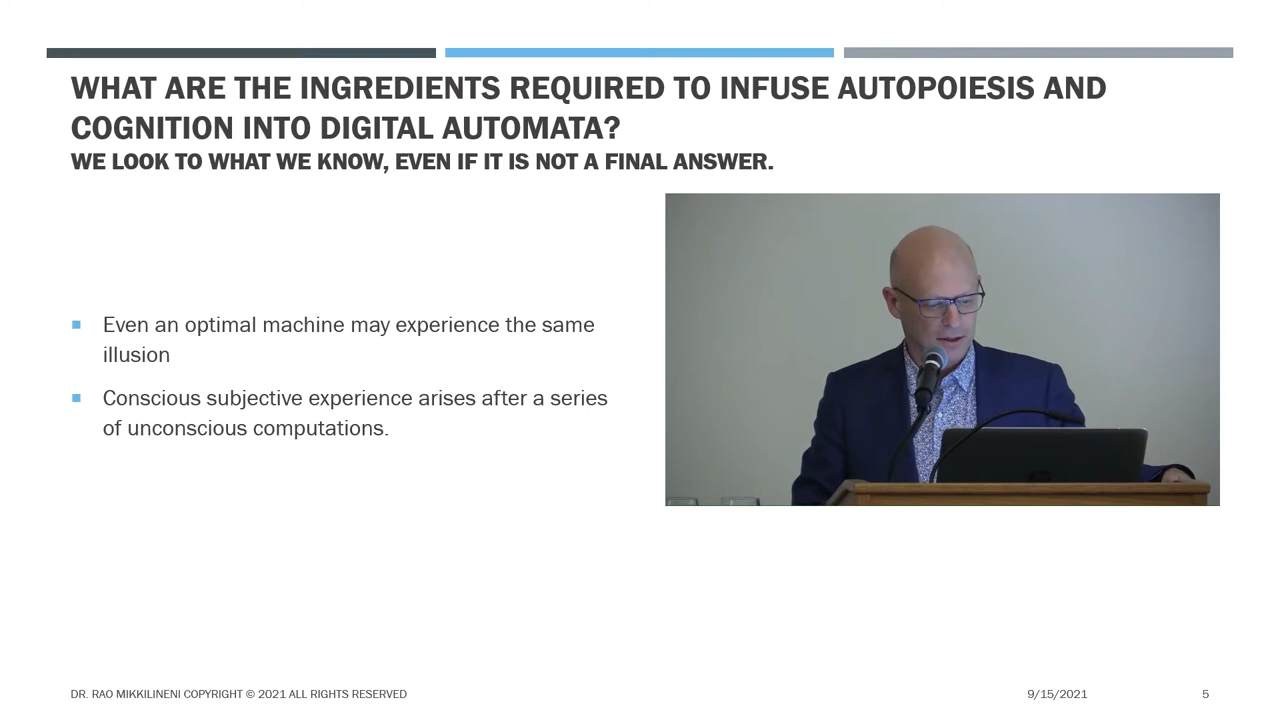 WHAT ARE THE INGREDIENTS REQUIRED TO INFUSE AUTOPOIESIS AND
COGNITION INTO DIGITAL AUTOMATA?
WE LOOK TO WHAT WE KNOW, EVEN IF IT IS NOT A FINAL ANSWER.
Even an optimal machine may experience the same
illusion
Conscious subjective experience arises after a series
of unconscious computations.
DR. RAO MIKKILINENI COPYRIGHT © 2021 ALL RIGHTS RESERVED
9/15/2021
5